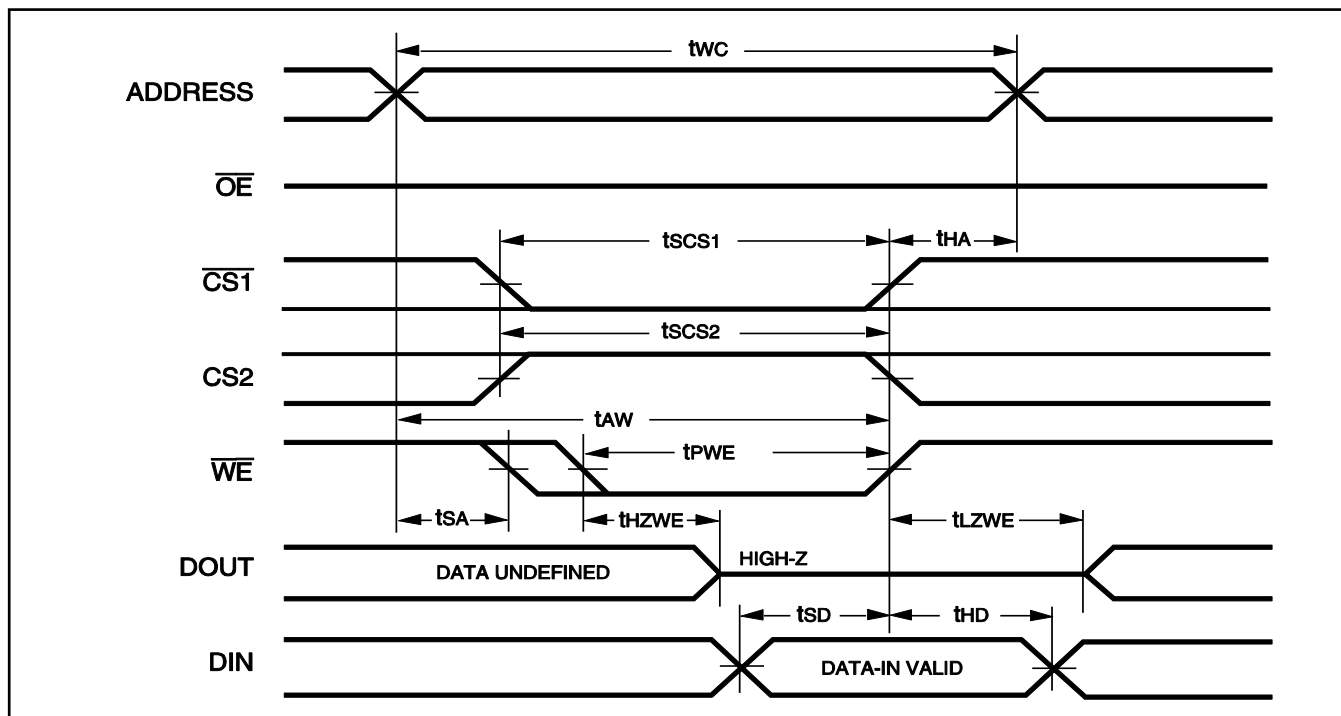 tWC
ADDRESS
OE
tSCS1
tHA
CS1
tSCS2
CS2
tAW
WE
tPWE
tSA
tHZWE
tLZWE
DOUT
DATA UNDEFINED
HIGH-Z
tSD
tHD
DIN
DATA-IN VALID